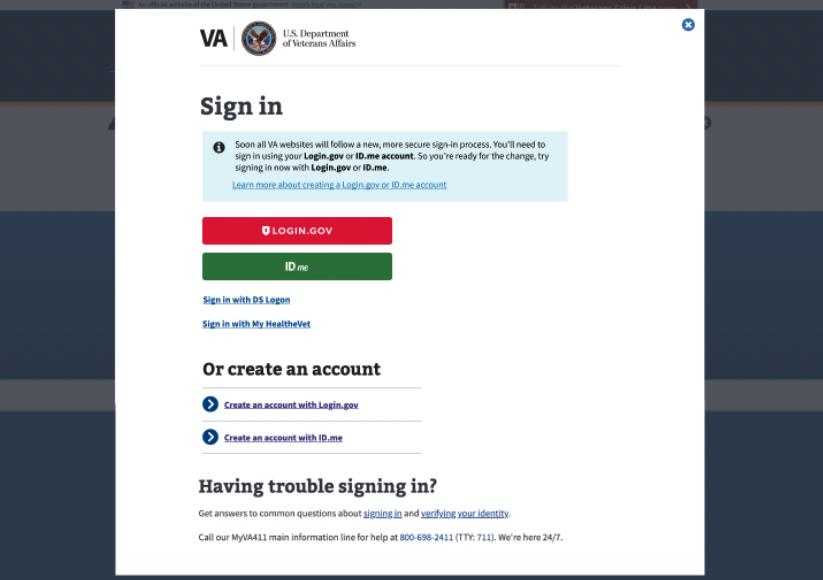 An official website of the United States government
VA
U.S. Department
of Veterans Affairs
Sign in
Soon all VA websites will follow a new, more secure sign-in process. You'll need to
sign in using your Login.gov or ID.me account. So you're ready for the change, try
signing in now with Login.gov or ID.me.
Learn more about creating a Login.gov or ID.me account
LOGIN.GOV
ID.me
Sign in with DS Logon
Sign in with My HealtheVet
Or create an account
Create an account with Login.gov
Create an account with ID.me
Having trouble signing in?
Get answers to common questions about signing in and verifying your identity.
Call our MyVA411 main information line for help at 800-698-2411 (TTY: 711). We're here 24/7.